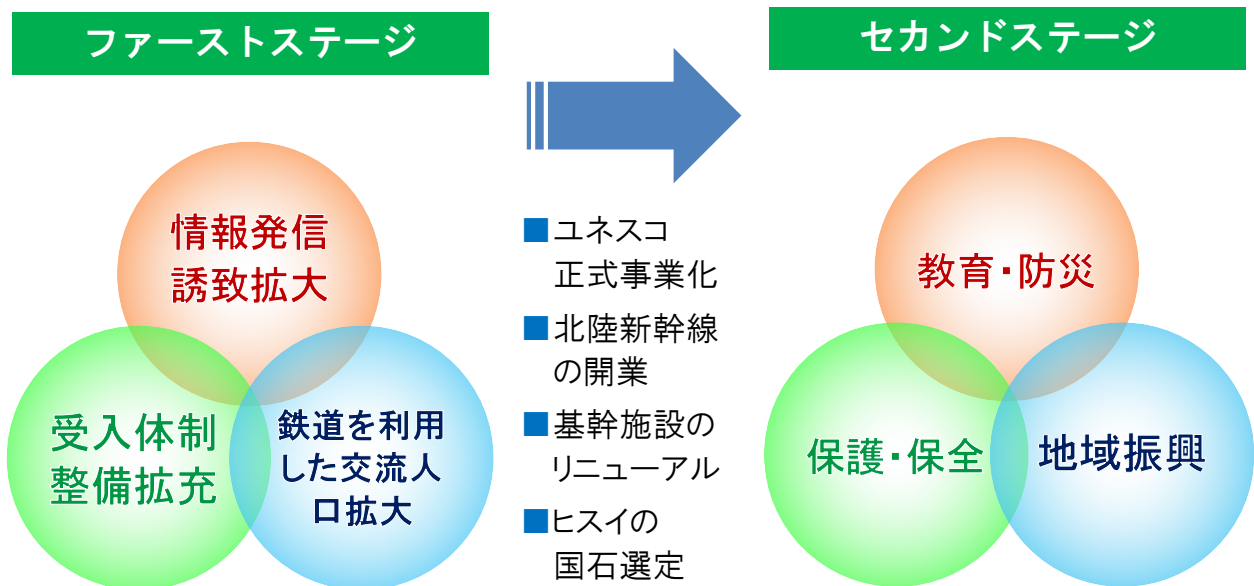 ファーストステージ
情報発信
誘致拡大
受入体制
整備拡充
鉄道を利用
した交流人
口拡大
■ユネスコ
正式事業化
■北陸新幹線
の開業
■基幹施設の
リニューアル
■ヒスイの
国石選定
セカンドステージ
教育・防災
保護・保全
地域振興